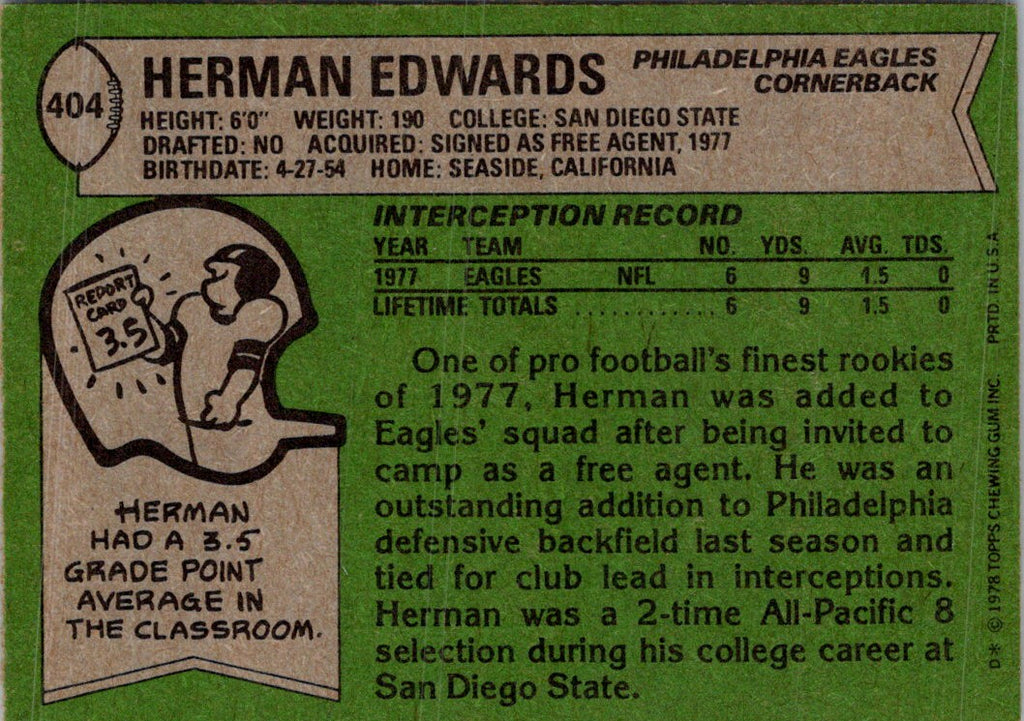 404
HERMAN EDWARDS
PHILADELPHIA EAGLES
CORNERBACK
HEIGHT: 6'0" WEIGHT: 190 COLLEGE: SAN DIEGO STATE
DRAFTED: NO ACQUIRED: SIGNED AS FREE AGENT, 1977
BIRTHDATE: 4-27-54 HOME: SEASIDE, CALIFORNIA
INTERCEPTION RECORD
YEAR TEAM NO. YDS. AVG. TDS.
1977 EAGLES NFL 6 9 1.5 0
LIFETIME TOTALS ............ 6 9 1.5 0
REPORT
CARD
3.5
HERMAN
HAD A 3.5
GRADE POINT
AVERAGE IN
THE CLASSROOM.
One of pro football's finest rookies
of 1977, Herman was added to
Eagles' squad after being invited to
camp as a free agent. He was an
outstanding addition to Philadelphia
defensive backfield last season and
tied for club lead in interceptions.
Herman was a 2-time All-Pacific 8
selection during his college career at
San Diego State.
D* © 1978 TOPPS CHEWING GUM INC. PRTD. IN U.S.A.